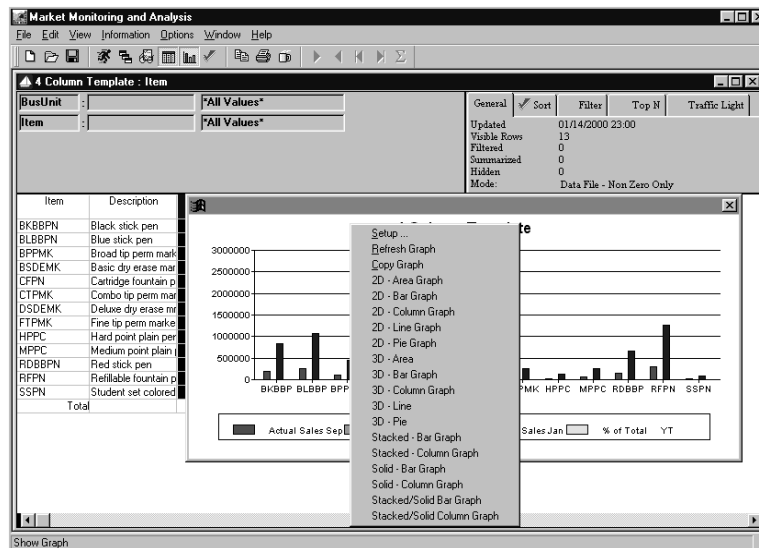 Market Monitoring and Analysis
File Edit View Information Options Window Help
4 Column Template : Item
BusUnit : *All Values*
Item : *All Values*
General Sort Filter Top N Traffic Light
Updated 01/14/2000 23:00
Visible Rows 13
Filtered 0
Summarized 0
Hidden 0
Mode: Data File - Non Zero Only
Item Description
BKBBPN Black stick pen
BLBBPN Blue stick pen
BPPMK Broad tip perm mark
BSDEMK Basic dry erase mar
CFPN Cartridge fountain p
CTPMK Combo tip perm mar
DSDEMK Deluxe dry erase mr
FTPMK Fine tip perm marke
HPPC Hard point plain per
MPPC Medium point plain
RDBBPN Red stick pen
RFPN Refillable fountain p
SSPN Student set colored
Total
te
3000000
2500000
2000000
1500000
1000000
500000
0
BKBBP BLBBP BPP PMK HPPC MPPC RDBBP RFPN SSPN
Actual Sales Sep Sales Jan % of Total YT
Setup ...
Refresh Graph
Copy Graph
2D - Area Graph
2D - Bar Graph
2D - Column Graph
2D - Line Graph
2D - Pie Graph
3D - Area
3D - Bar Graph
3D - Column Graph
3D - Line
3D - Pie
Stacked - Bar Graph
Stacked - Column Graph
Solid - Bar Graph
Solid - Column Graph
Stacked/Solid Bar Graph
Stacked/Solid Column Graph
Show Graph